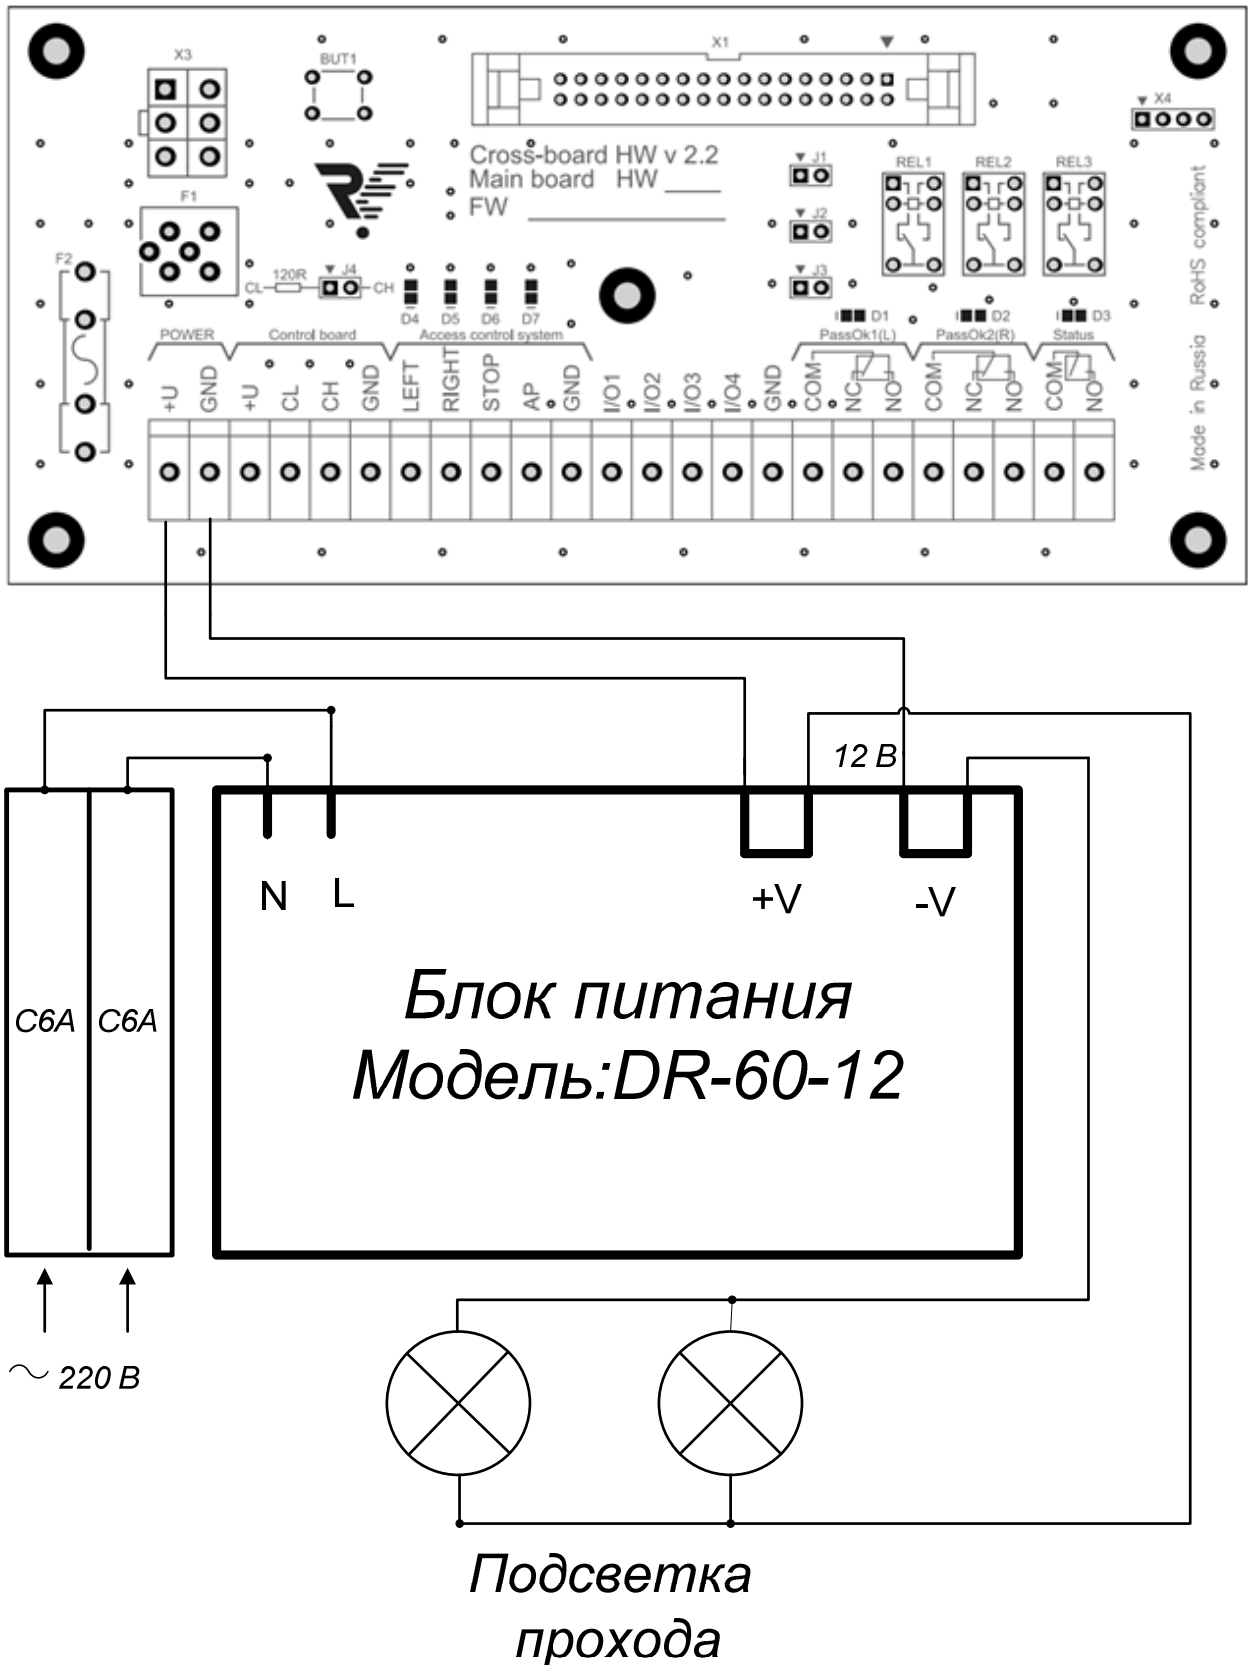 X3
BUT1
X1
X4
Cross-board HW v 2.2
Main board HW ____
FW ____
J1
REL1
REL2
REL3
F1
J2
F2
CL
120R
J4
CH
J3
D4
D5
D6
D7
D1
D2
D3
POWER
Control board
Access control system
PassOk1(L)
PassOk2(R)
Status
+U
GND
+U
CL
CH
GND
LEFT
RIGHT
STOP
AP
GND
I/O1
I/O2
I/O3
I/O4
GND
COM
NC
NO
COM
NC
NO
COM
NO
Made in Russia RoHS compliant
12 В
N
L
+V
-V
C6A
C6A
Блок питания
Модель:DR-60-12
~ 220 В
Подсветка
прохода